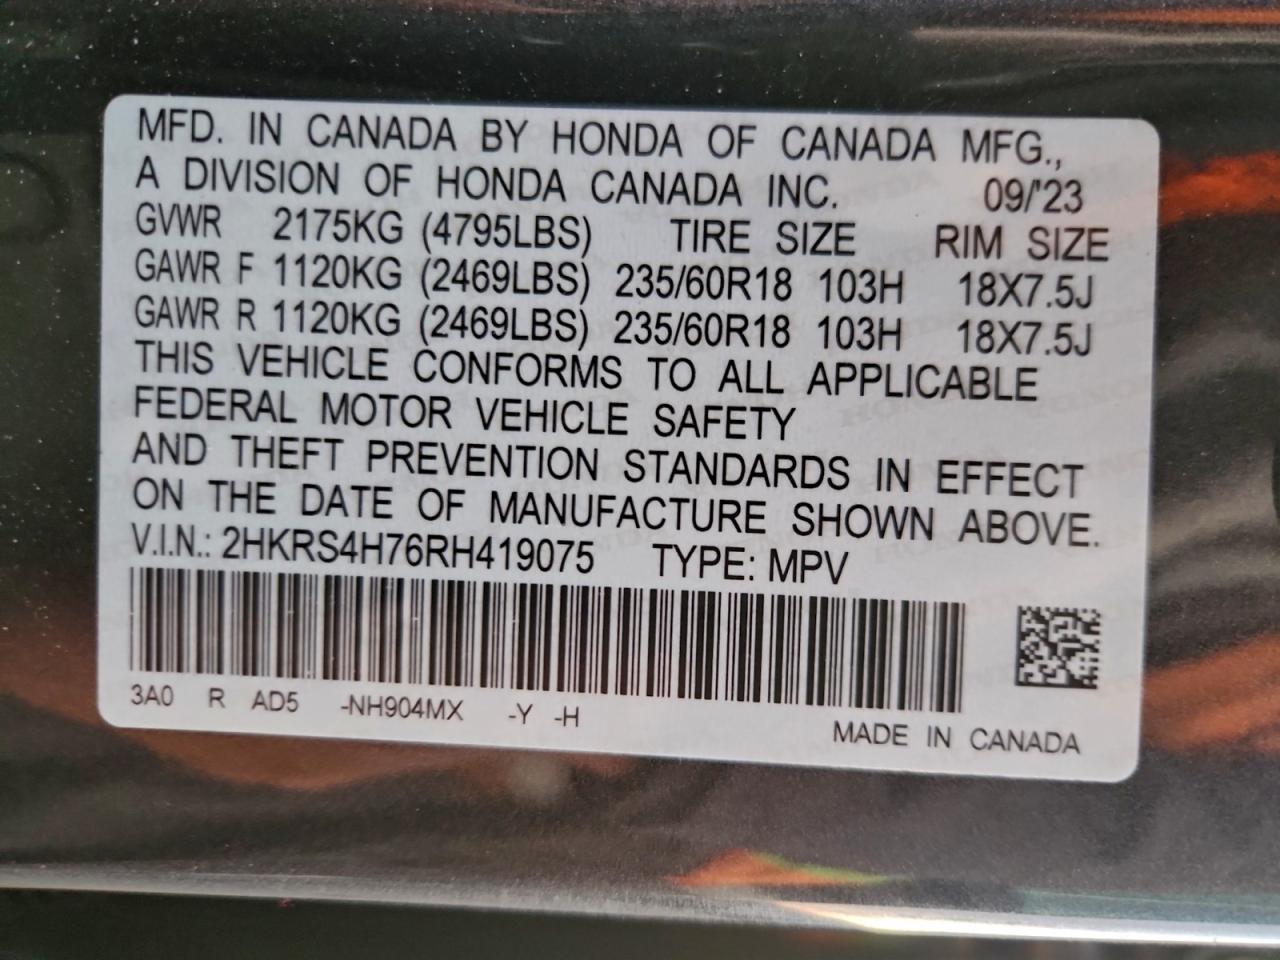 MFD. IN CANADA BY HONDA OF CANADA MFG.,
A DIVISION OF HONDA CANADA INC. 09/'23
GVWR 2175KG (4795LBS) TIRE SIZE RIM SIZE
GAWR F 1120KG (2469LBS) 235/60R18 103H 18X7.5J
GAWR R 1120KG (2469LBS) 235/60R18 103H 18X7.5J
THIS VEHICLE CONFORMS TO ALL APPLICABLE
FEDERAL MOTOR VEHICLE SAFETY
AND THEFT PREVENTION STANDARDS IN EFFECT
ON THE DATE OF MANUFACTURE SHOWN ABOVE.
V.I.N.: 2HKRS4H76RH419075 TYPE: MPV
3A0 R AD5 -NH904MX -Y -H
MADE IN CANADA